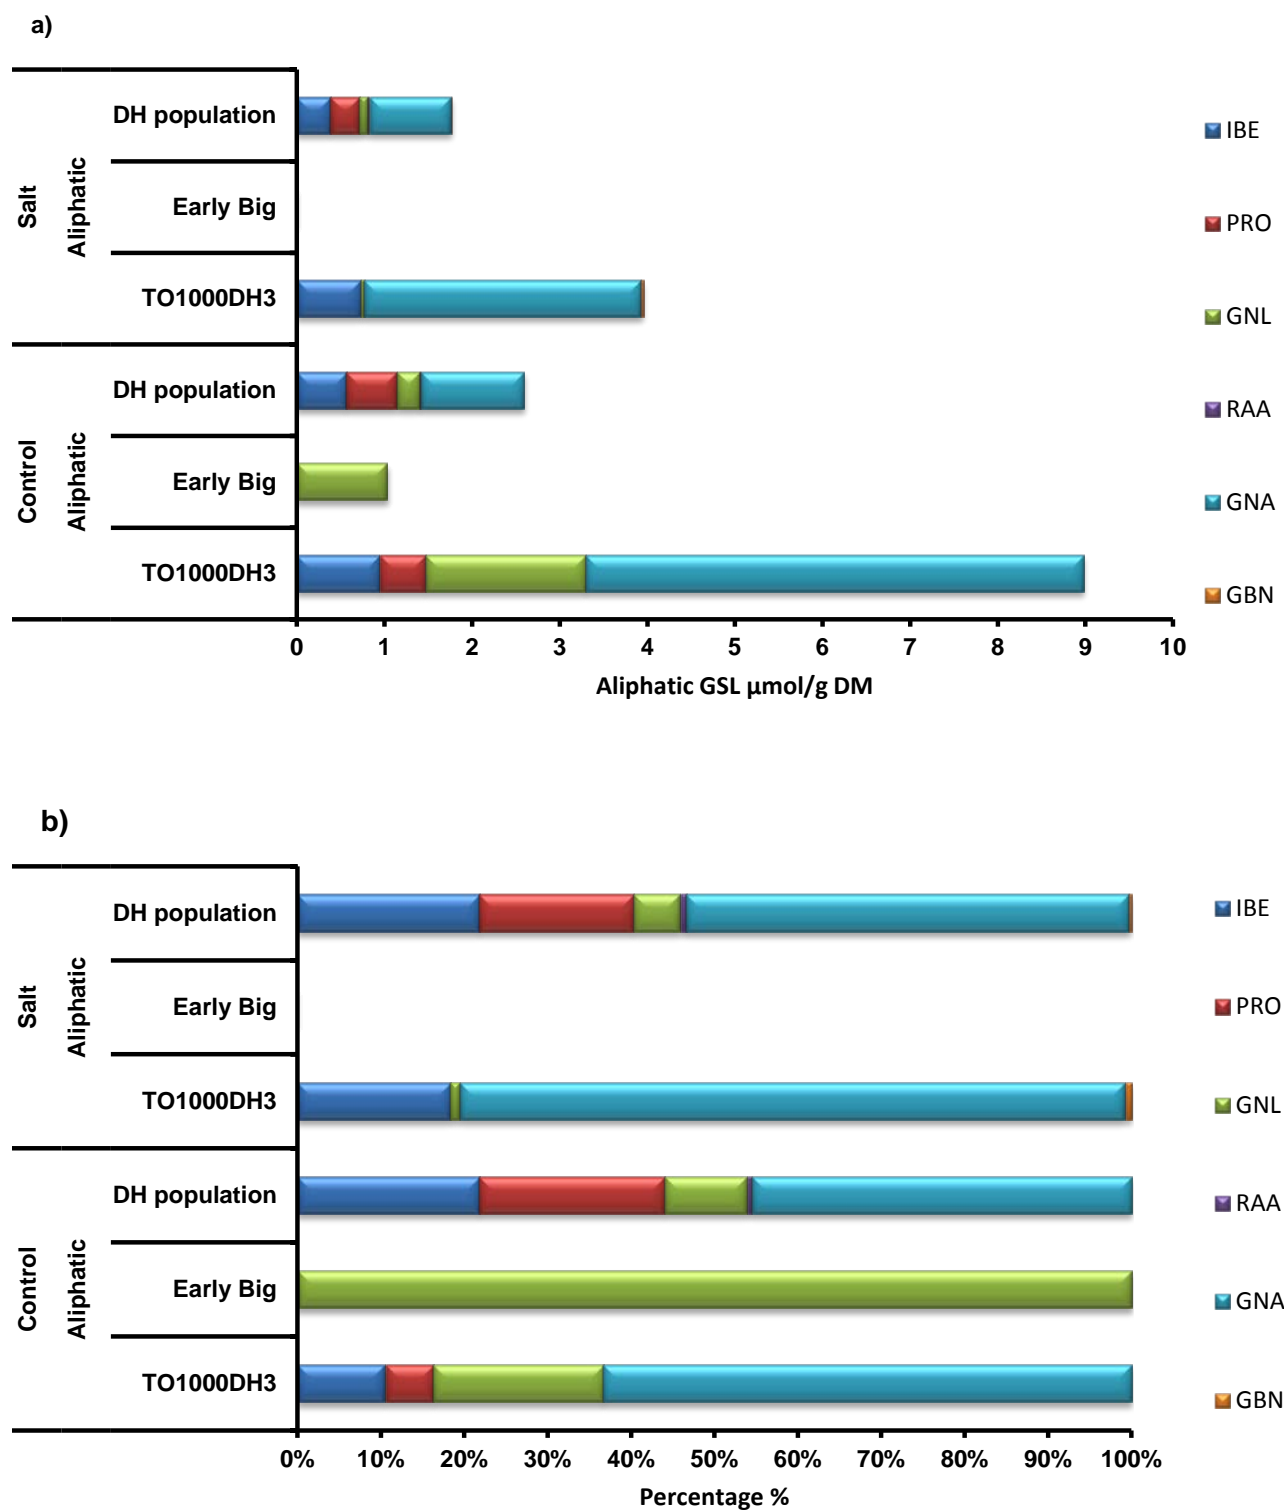 a)
Salt
Aliphatic
DH population
Early Big
TO1000DH3
Control
Aliphatic
DH population
Early Big
TO1000DH3
0 1 2 3 4 5 6 7 8 9 10
Aliphatic GSL µmol/g DM
IBE
PRO
GNL
RAA
GNA
GBN
b)
Salt
Aliphatic
DH population
Early Big
TO1000DH3
Control
Aliphatic
DH population
Early Big
TO1000DH3
0% 10% 20% 30% 40% 50% 60% 70% 80% 90% 100%
Percentage %
IBE
PRO
GNL
RAA
GNA
GBN